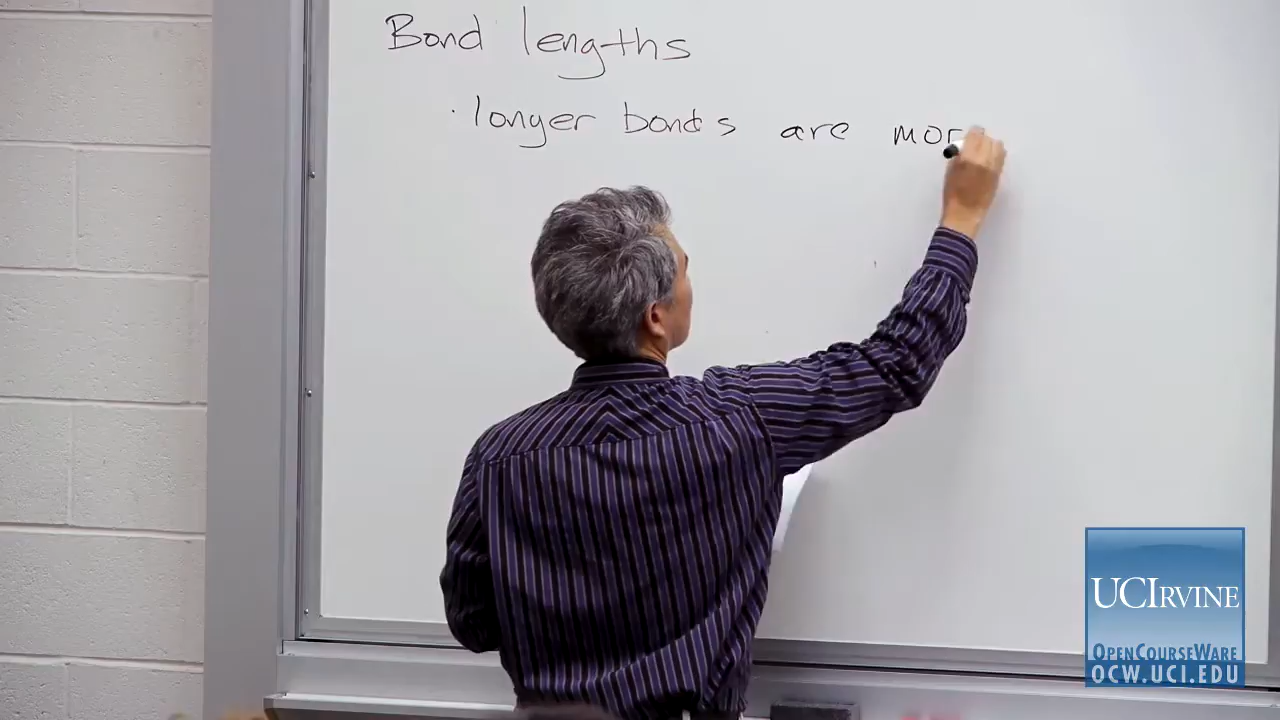 Bond lengths
· longer bonds are mor
UCIRVINE
OPENCOURSEWARE
OCW.UCI.EDU